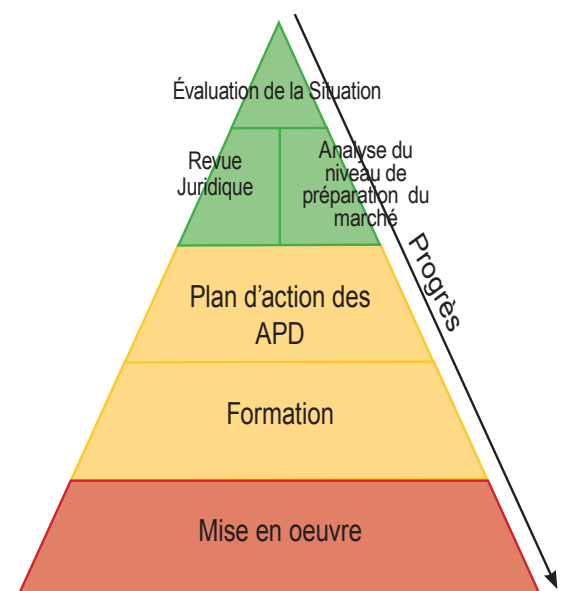 Évaluation de la Situation
Revue
Juridique
Analyse du
niveau de
préparation du
marché
Progrès
Plan d'action des
APD
Formation
Mise en oeuvre